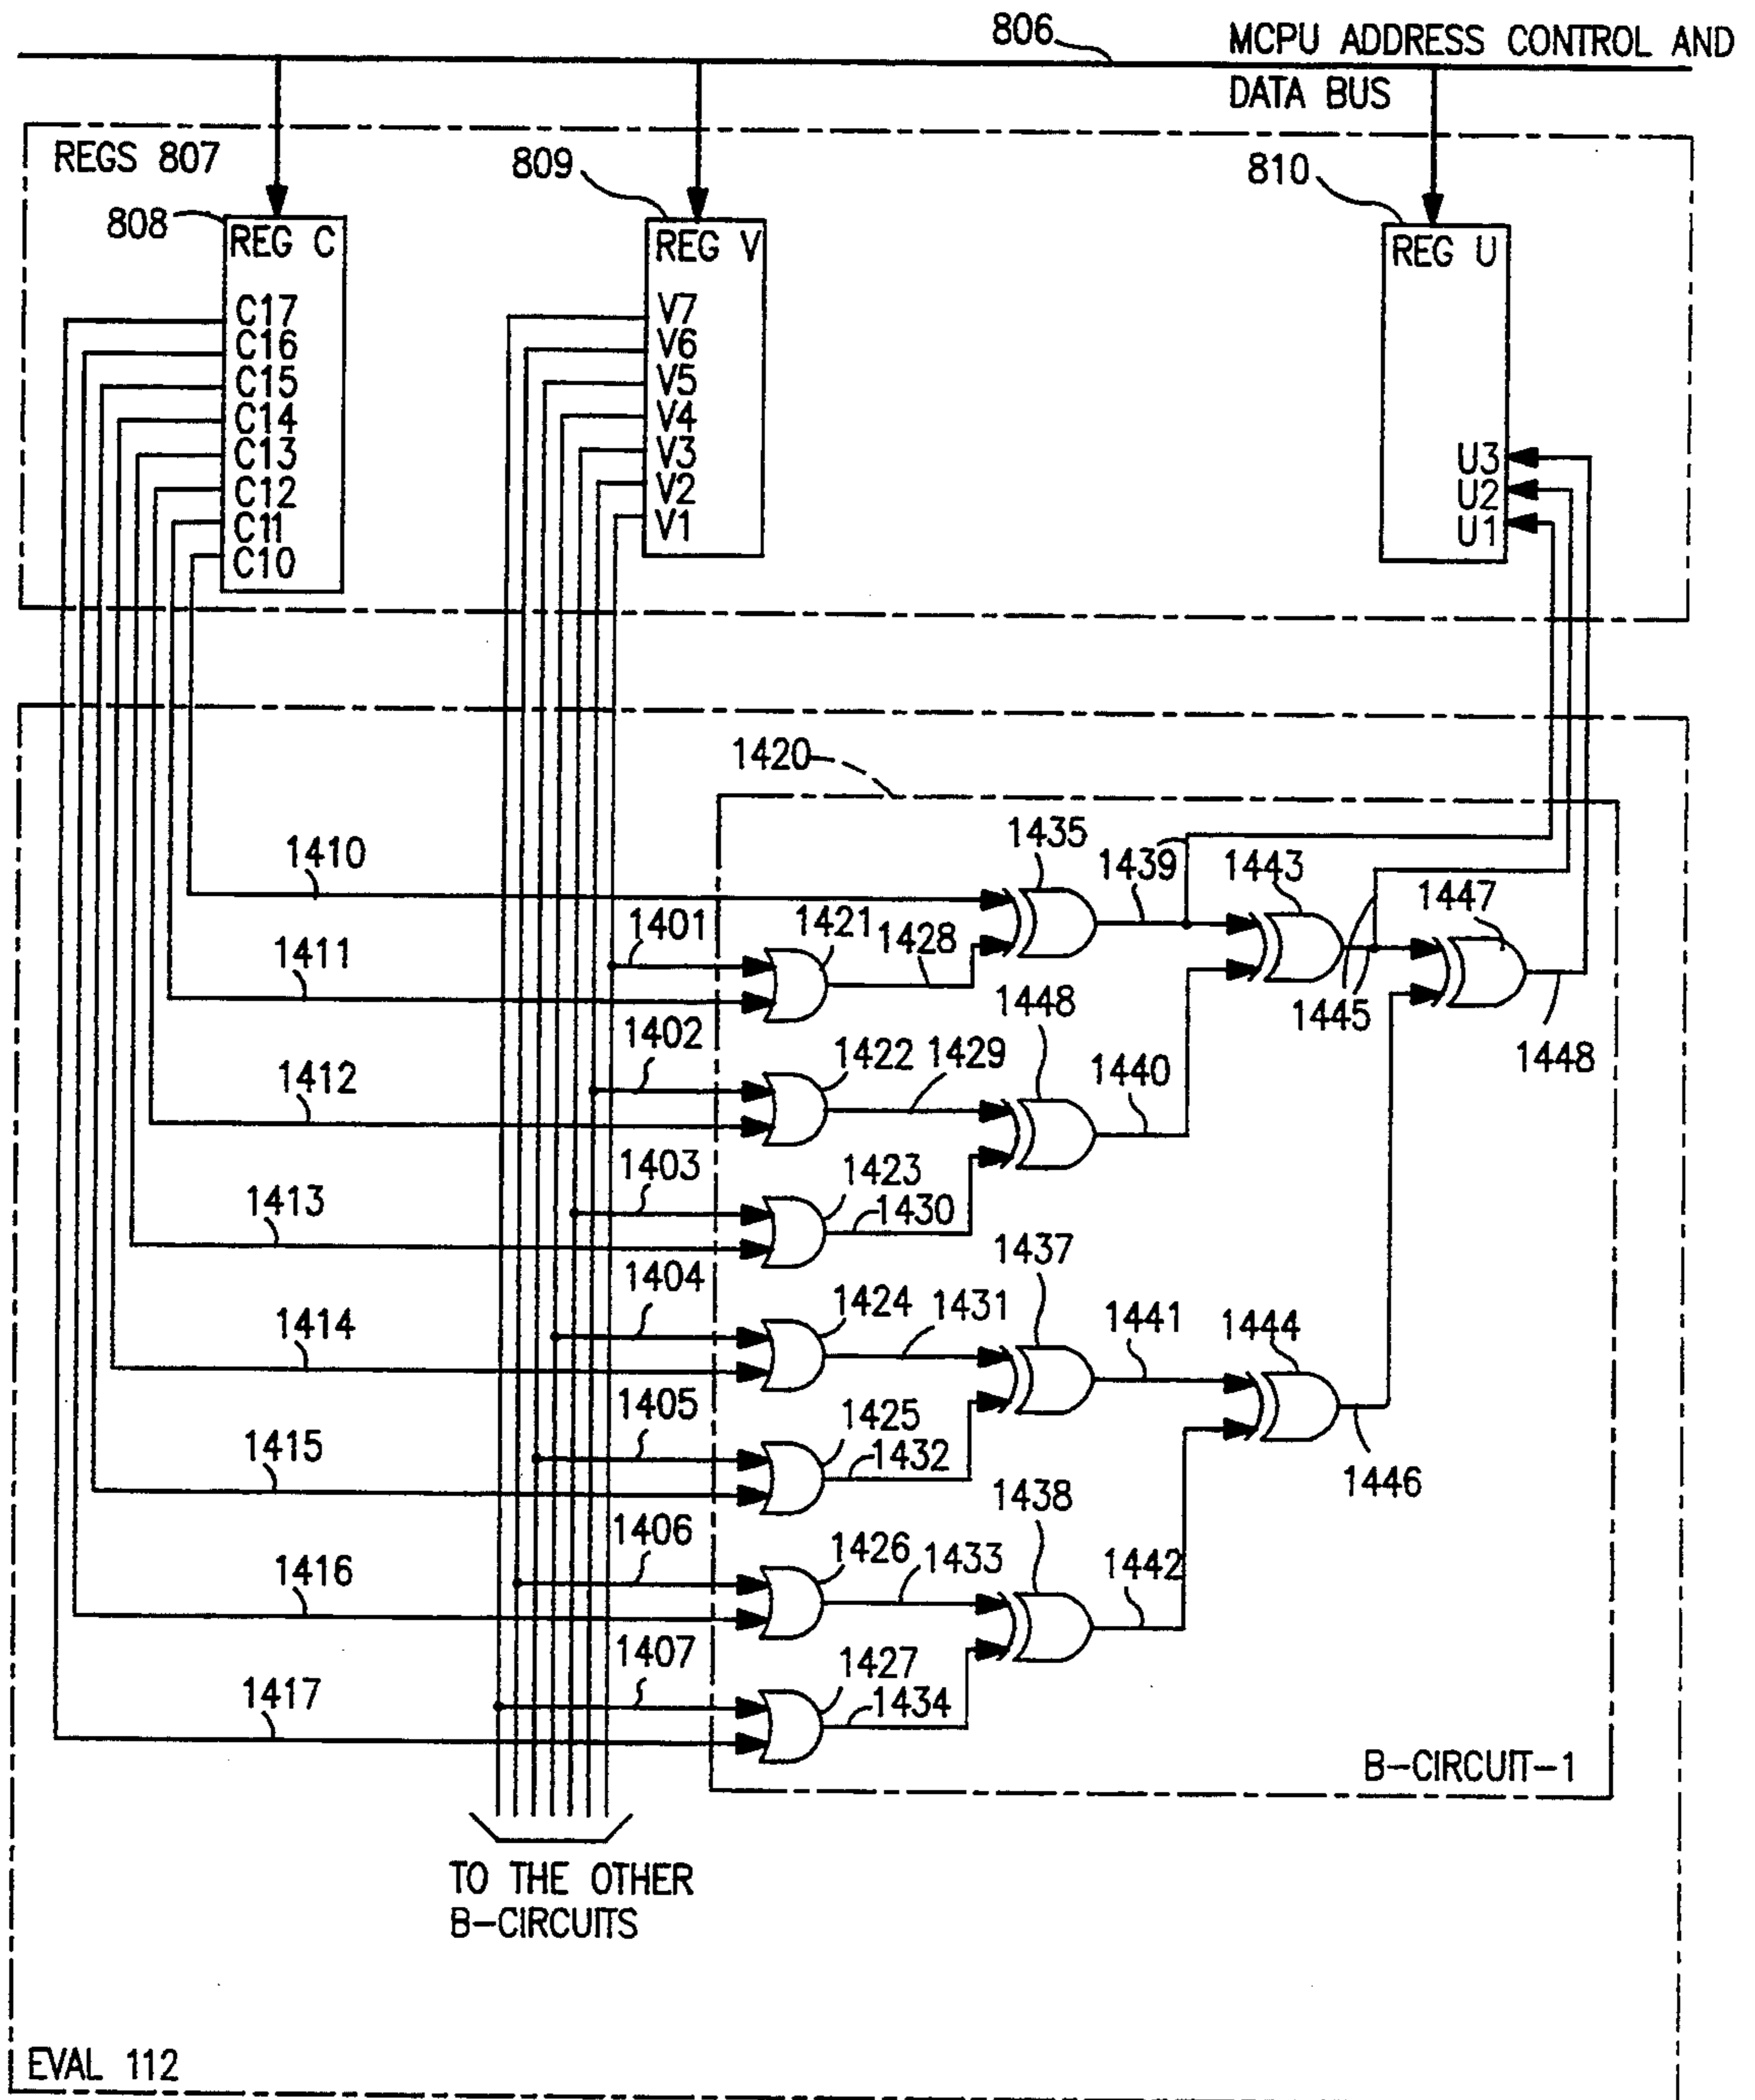 806
MCPU ADDRESS CONTROL AND
DATA BUS
REGS 807
808
809
810
REG C
C17
C16
C15
C14
C13
C12
C11
C10
REG V
V7
V6
V5
V4
V3
V2
V1
REG U
U3
U2
U1
1420
1410
1435
1439
1443
1447
1411
1401
1421
1428
1445
1448
1448
1402
1422
1429
1440
1412
1403
1423
1430
1413
1404
1424
1431
1437
1441
1444
1414
1405
1425
1432
1446
1415
1406
1426
1433
1438
1442
1416
1407
1427
1434
1417
B-CIRCUIT-1
TO THE OTHER
B-CIRCUITS
EVAL 112